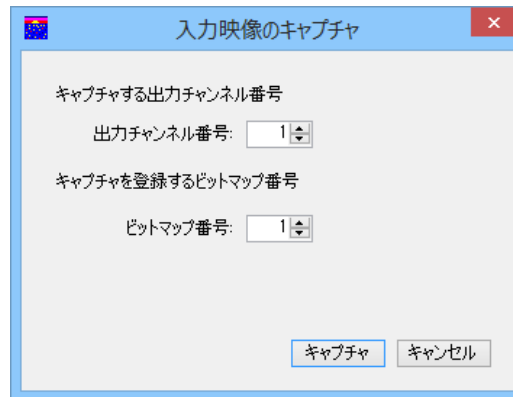 入力映像のキャプチャ
キャプチャする出力チャンネル番号
出力チャンネル番号: 1
キャプチャを登録するビットマップ番号
ビットマップ番号: 1
キャプチャ キャンセル